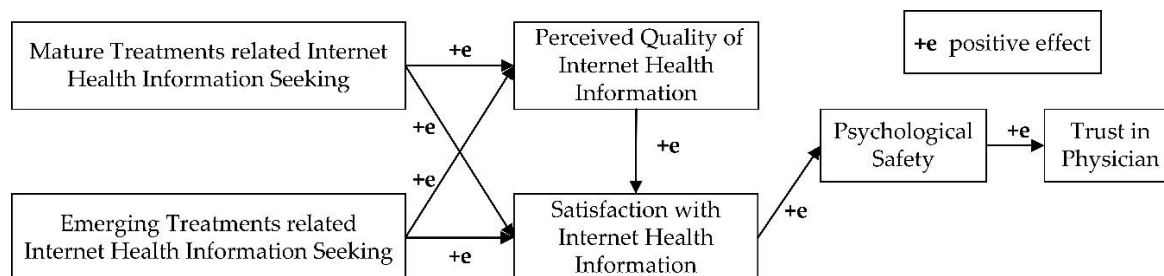 Mature Treatments related Internet
Health Information Seeking
+e
Perceived Quality of
Internet Health
Information
+e positive effect
+e
+e
+e
Psychological
Safety
+e
Trust in
Physician
Emerging Treatments related
Internet Health Information Seeking
+e
Satisfaction with
Internet Health
Information
+e